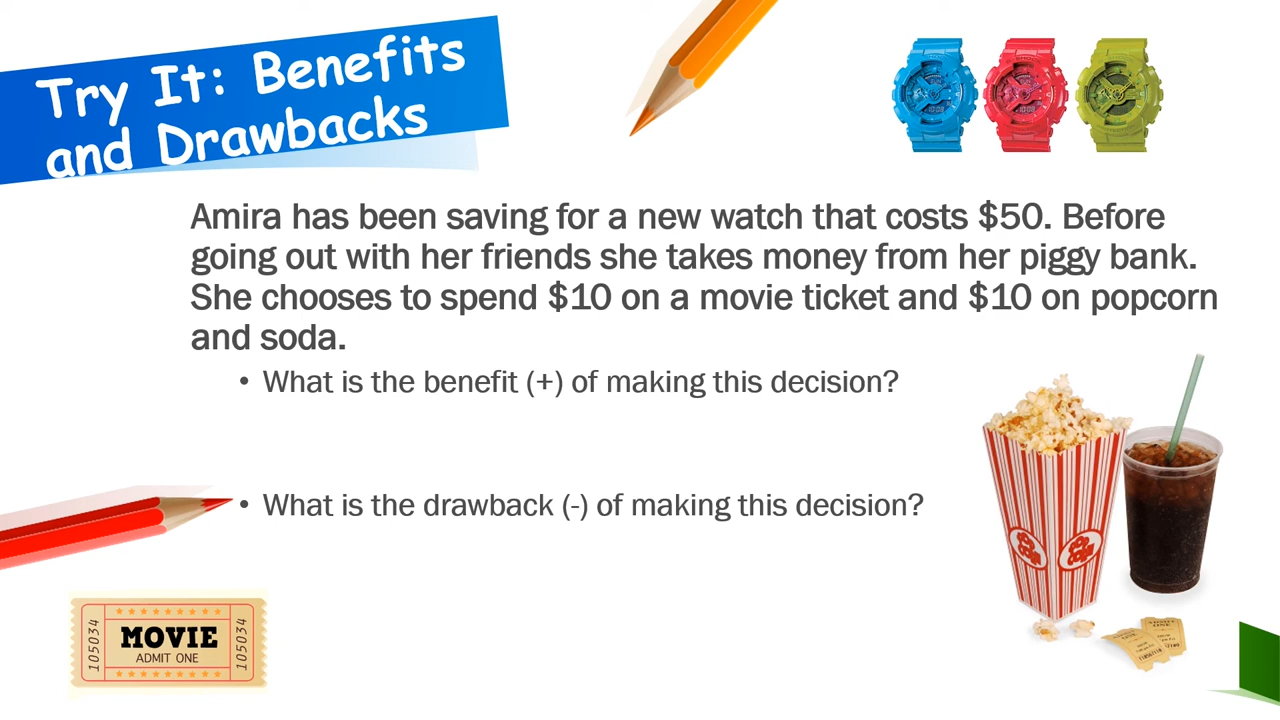 Try It: Benefits
and Drawbacks
Amira has been saving for a new watch that costs $50. Before
going out with her friends she takes money from her piggy bank.
She chooses to spend $10 on a movie ticket and $10 on popcorn
and soda.
• What is the benefit (+) of making this decision?
• What is the drawback (-) of making this decision?
105034
MOVIE
ADMIT ONE
105034